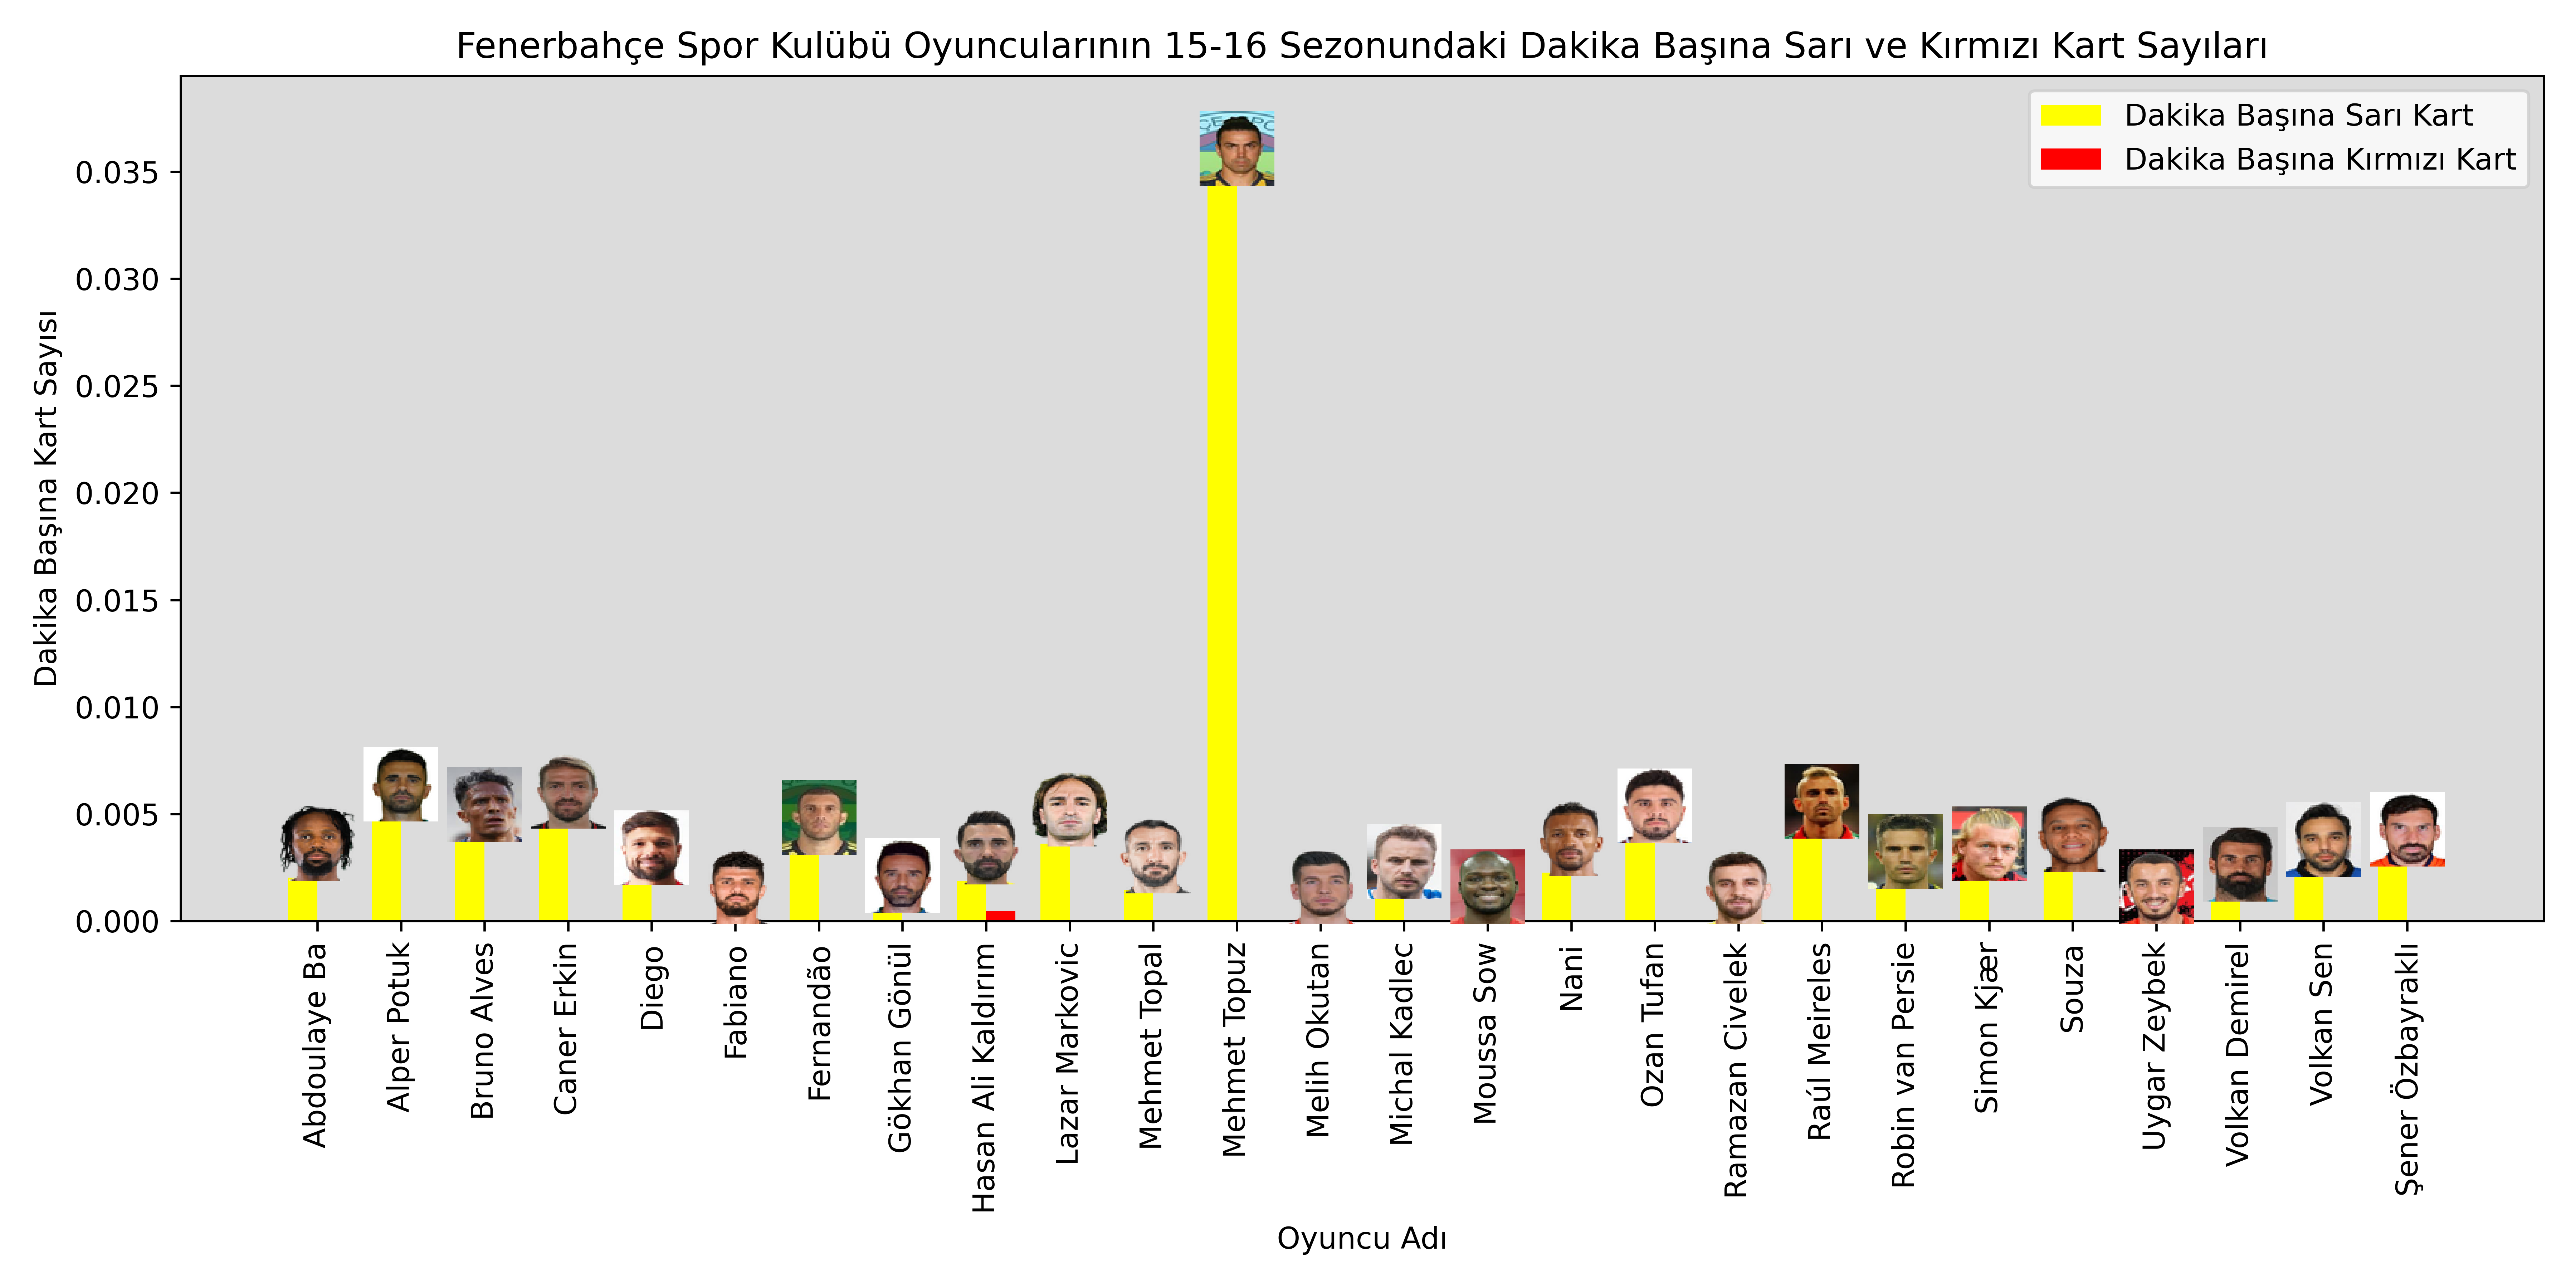 Fenerbahçe Spor Kulübü Oyuncularının 15-16 Sezonundaki Dakika Başına Sarı ve Kırmızı Kart Sayıları
Dakika Başına Sarı Kart
Dakika Başına Kırmızı Kart
Dakika Başına Kart Sayısı
0.035
0.030
0.025
0.020
0.015
0.010
0.005
0.000
Abdoulaye Ba
Alper Potuk
Bruno Alves
Caner Erkin
Diego
Fabiano
Fernandão
Gökhan Gönül
Hasan Ali Kaldırım
Lazar Markovic
Mehmet Topal
Mehmet Topuz
Melih Okutan
Michal Kadlec
Moussa Sow
Nani
Ozan Tufan
Ramazan Civelek
Raúl Meireles
Robin van Persie
Simon Kjær
Souza
Uygar Zeybek
Volkan Demirel
Volkan Sen
Şener Özbayraklı
Oyuncu Adı